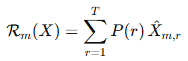 $$\mathcal{R}_m(X) = \sum_{r=1}^{T} P(r)\, \hat{X}_{m,r}$$